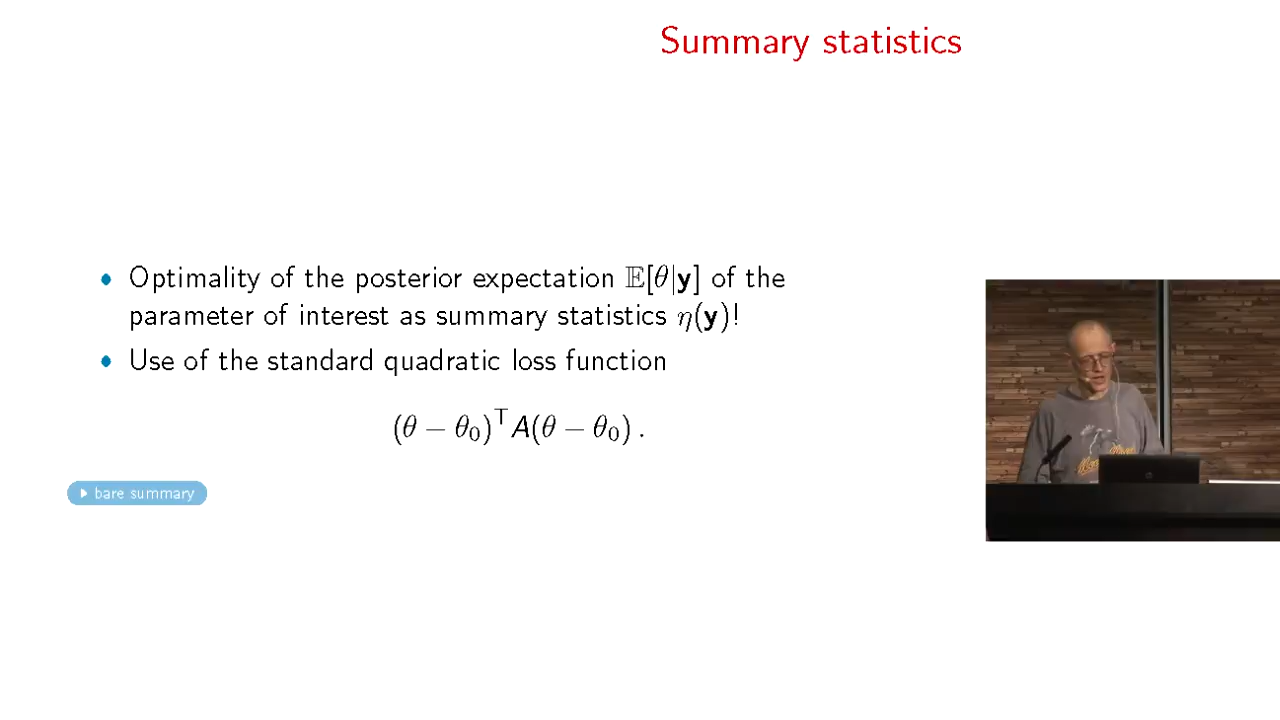 Summary statistics
• Optimality of the posterior expectation 𝔼[θ|y] of the
parameter of interest as summary statistics η(y)!
• Use of the standard quadratic loss function
(θ − θ₀)ᵀA(θ − θ₀) .
bare summary